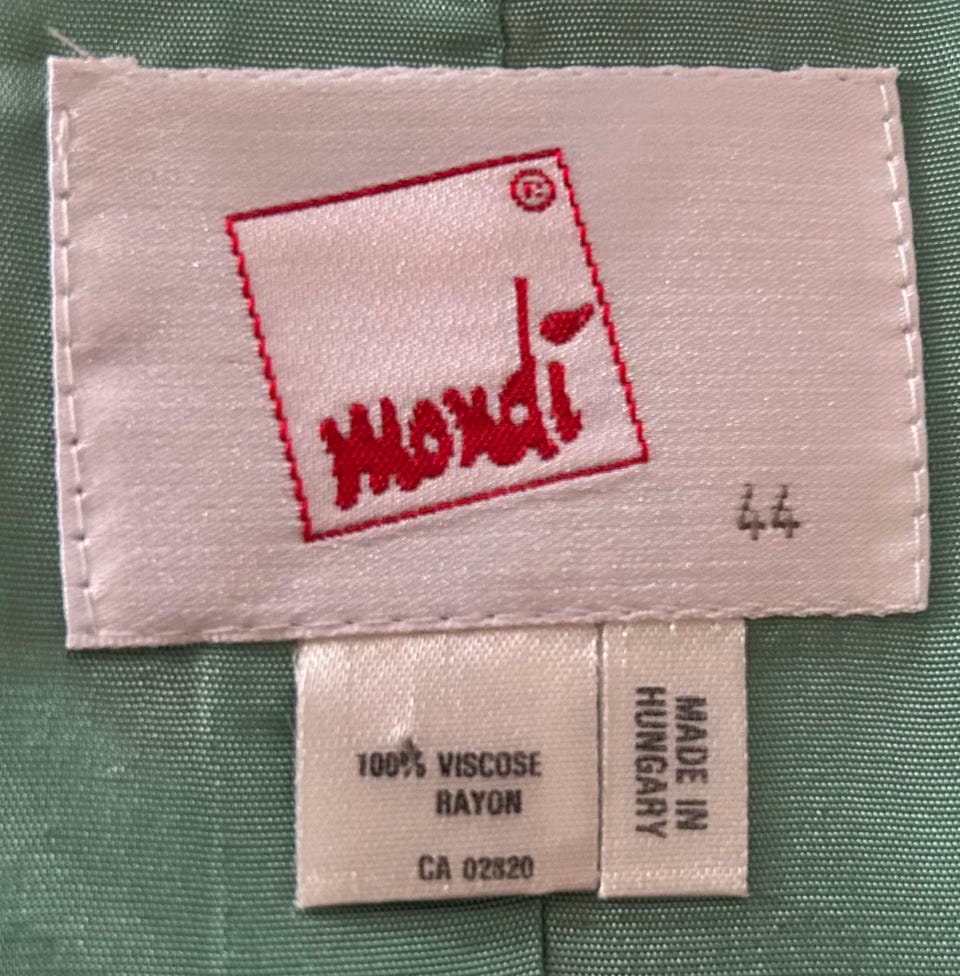 ®
mondi
44
100% VISCOSE
RAYON
CA 02820
MADE IN
HUNGARY